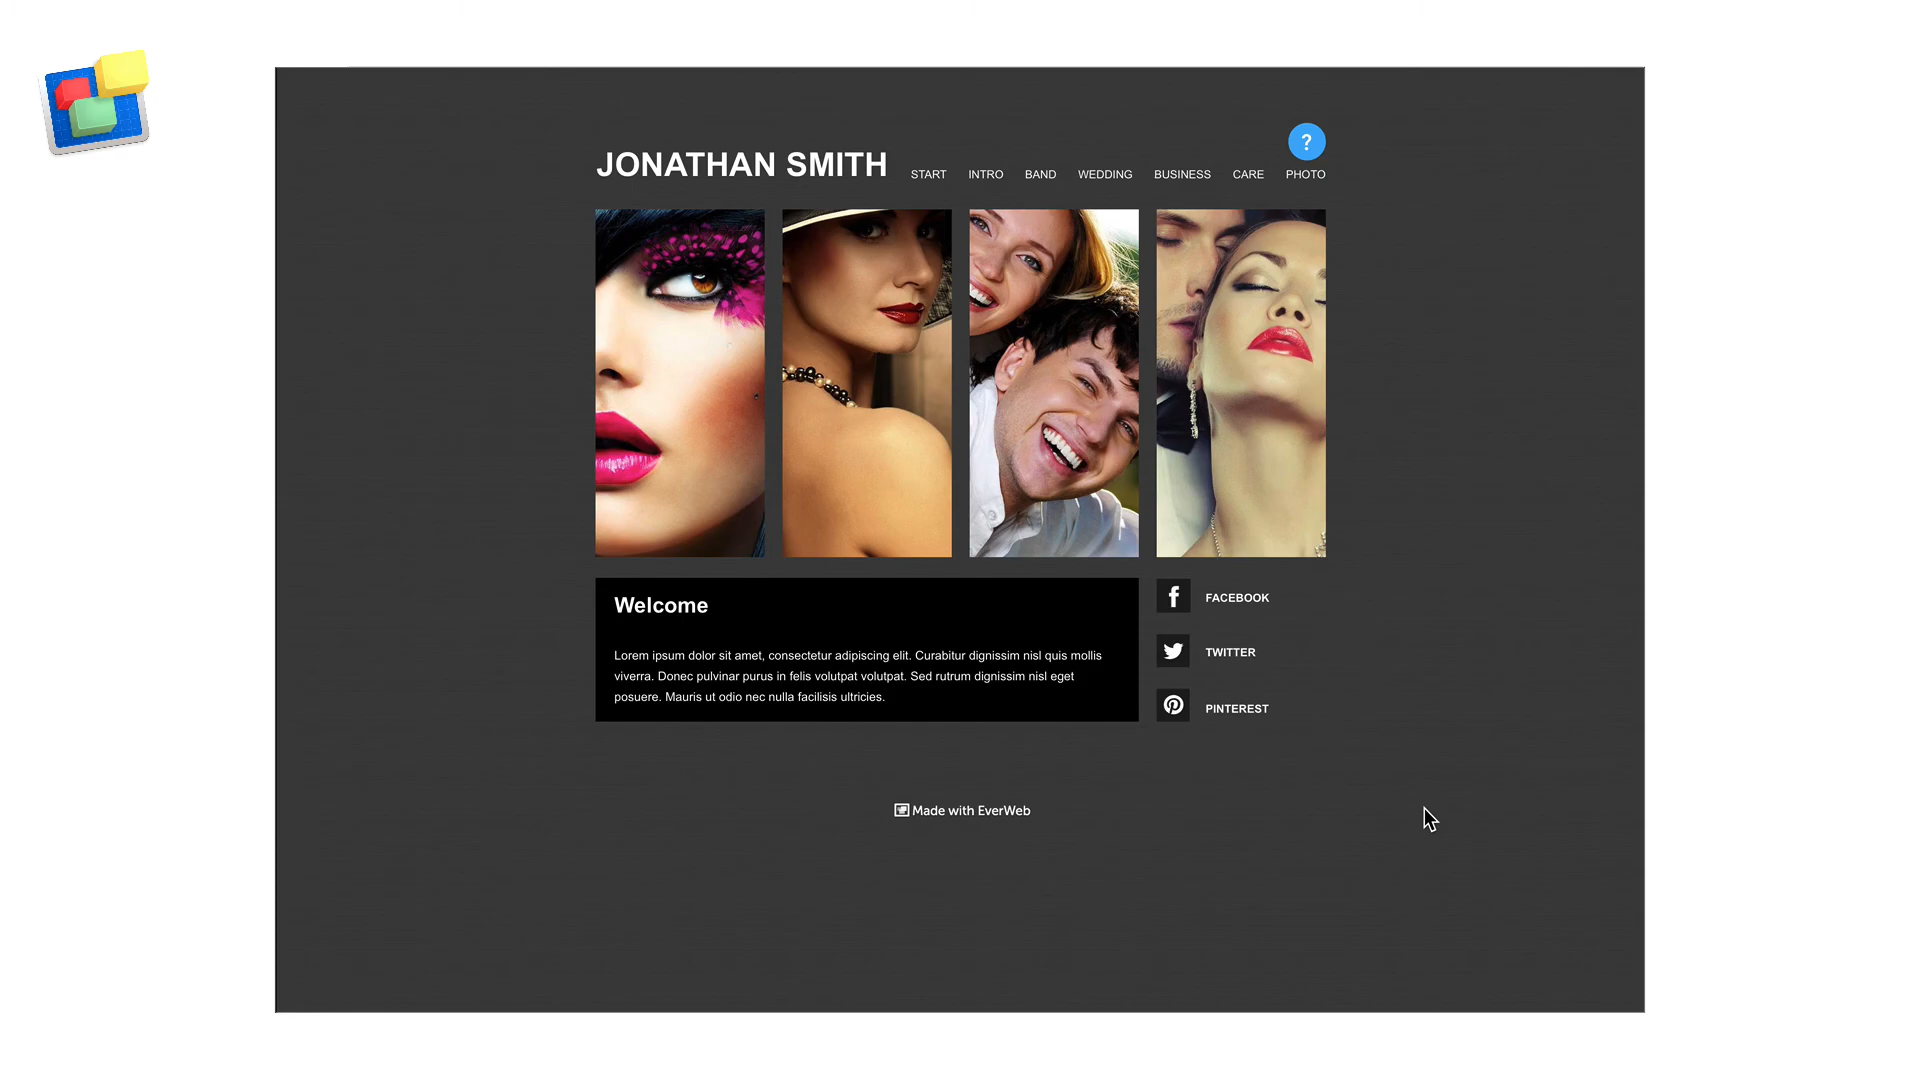 ?
JONATHAN SMITH
START INTRO BAND WEDDING BUSINESS CARE PHOTO
Welcome
Lorem ipsum dolor sit amet, consectetur adipiscing elit. Curabitur dignissim nisl quis mollis
viverra. Donec pulvinar purus in felis volutpat volutpat. Sed rutrum dignissim nisl eget
posuere. Mauris ut odio nec nulla facilisis ultricies.
FACEBOOK
TWITTER
PINTEREST
Made with EverWeb